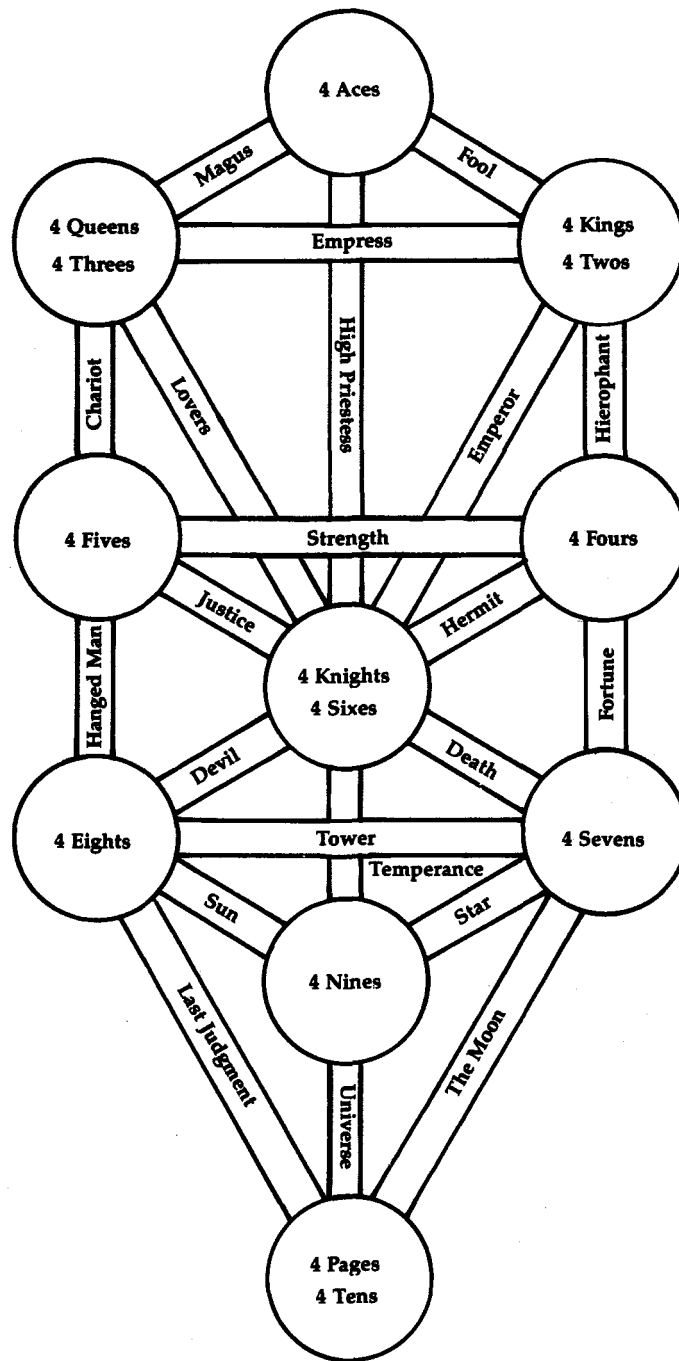 4 Aces
Magus
Fool
4 Queens
4 Threes
Empress
4 Kings
4 Twos
High Priestess
Chariot
Lovers
Emperor
Hierophant
4 Fives
Strength
4 Fours
Justice
Hermit
Hanged Man
4 Knights
4 Sixes
Fortune
Devil
Death
4 Eights
Tower
4 Sevens
Temperance
Sun
Star
4 Nines
Last Judgment
The Moon
Universe
4 Pages
4 Tens